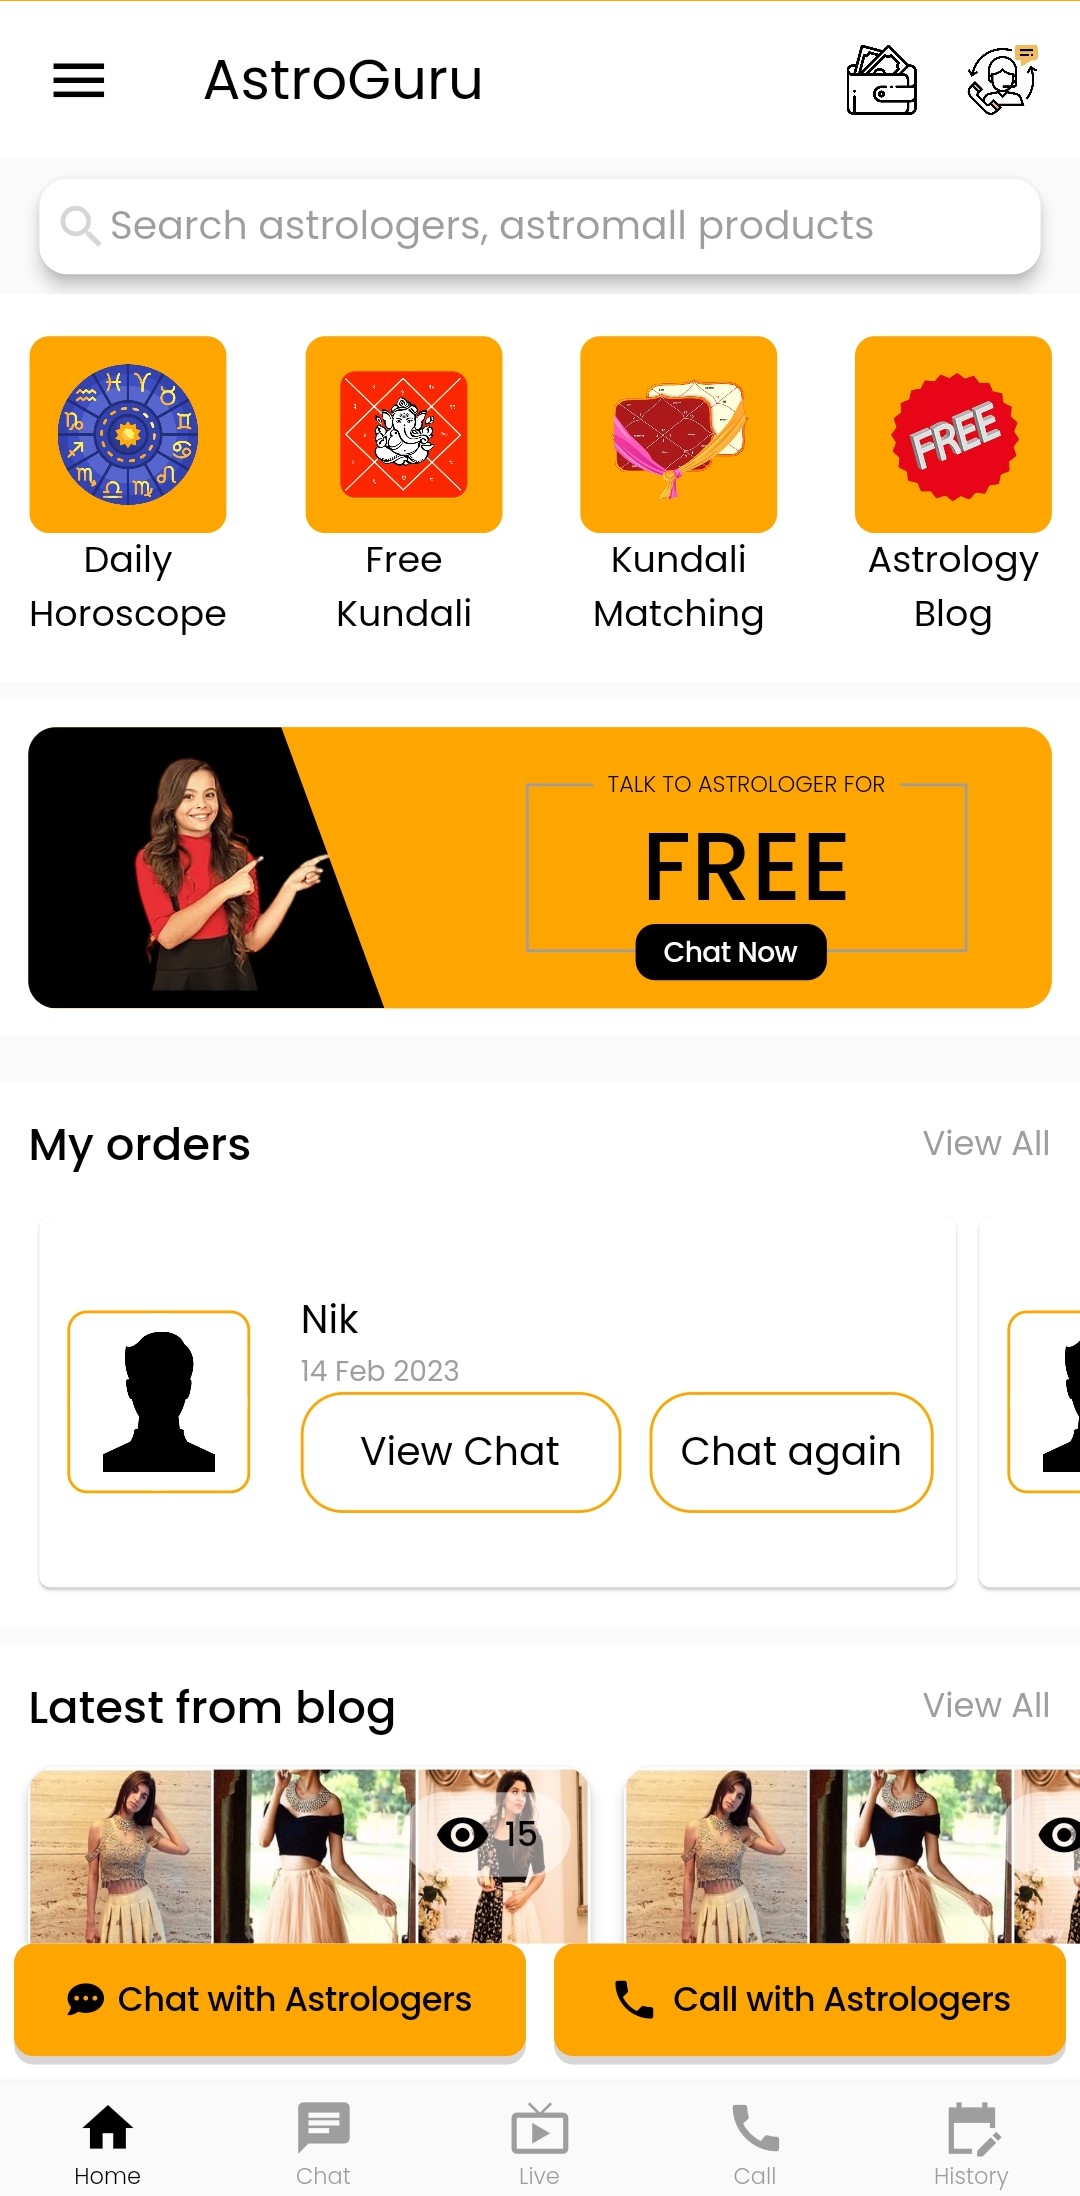 AstroGuru
Search astrologers, astromall products
FREE
Daily
Horoscope
Free
Kundali
Kundali
Matching
Astrology
Blog
TALK TO ASTROLOGER FOR
FREE
Chat Now
My orders
View All
Nik
14 Feb 2023
View Chat
Chat again
Latest from blog
View All
15
Chat with Astrologers
Call with Astrologers
Home
Chat
Live
Call
History